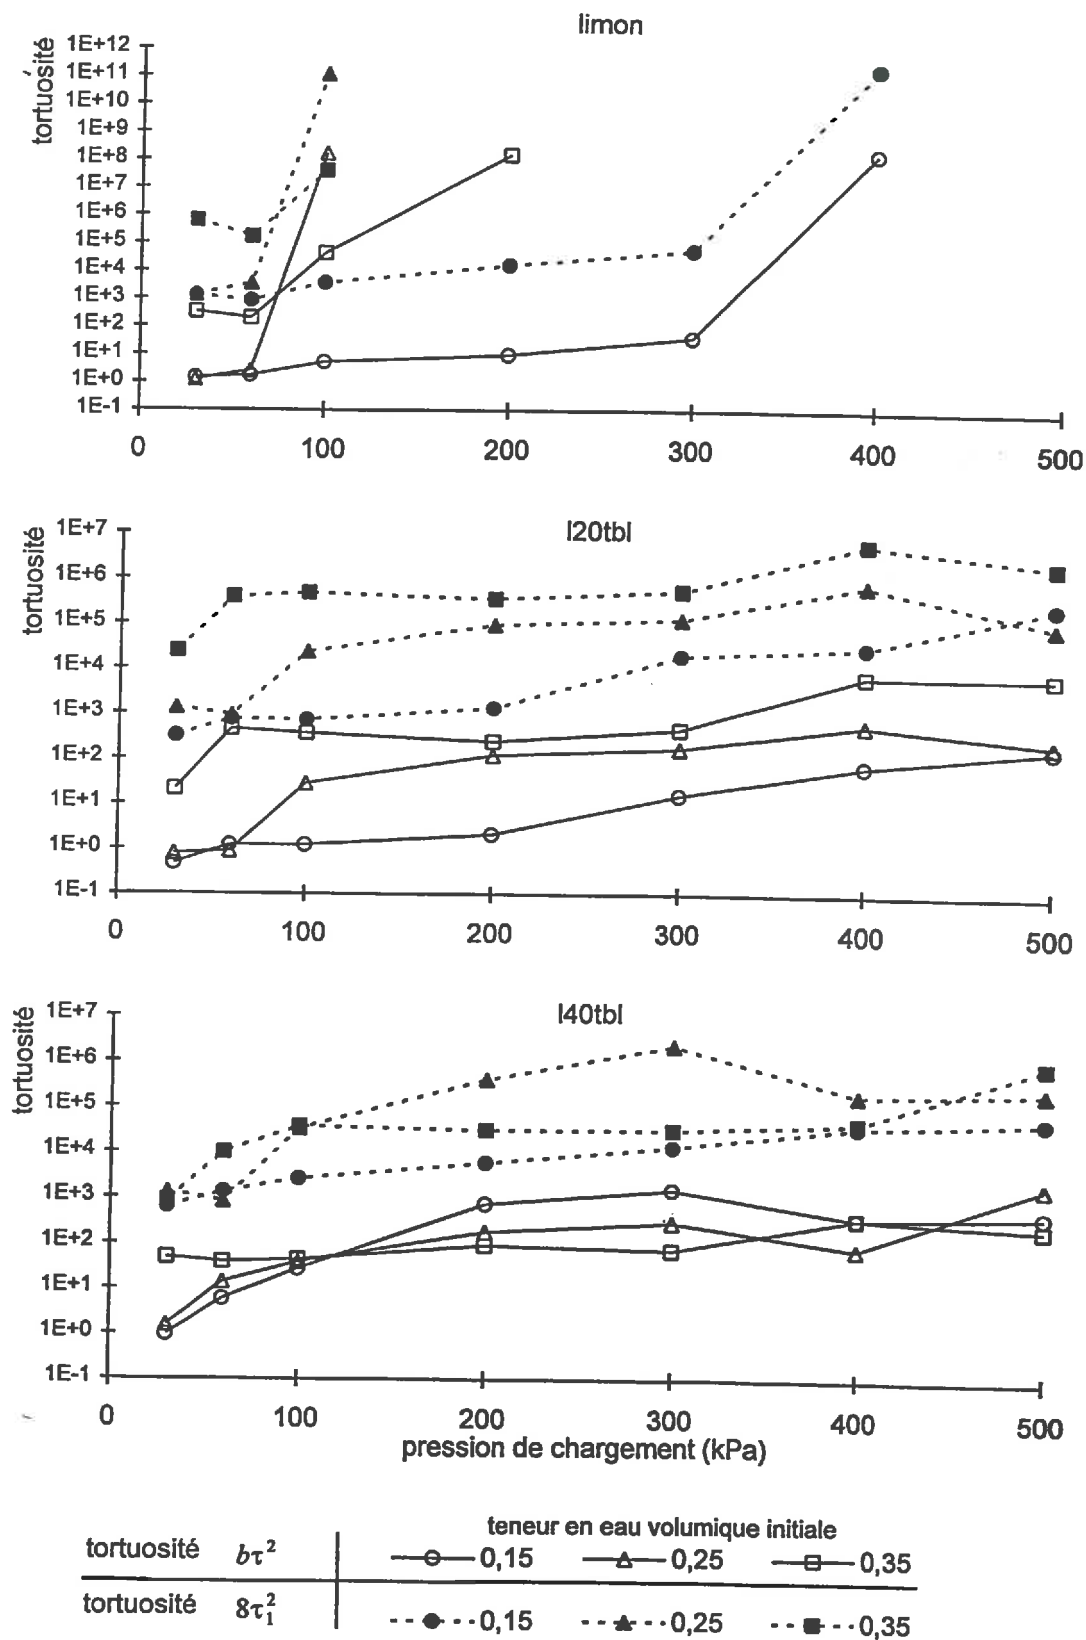 limon
tortuosité
1E+12
1E+11
1E+10
1E+9
1E+8
1E+7
1E+6
1E+5
1E+4
1E+3
1E+2
1E+1
1E+0
1E-1
0 100 200 300 400 500
l20tbl
tortuosité
1E+7
1E+6
1E+5
1E+4
1E+3
1E+2
1E+1
1E+0
1E-1
0 100 200 300 400 500
l40tbl
tortuosité
1E+7
1E+6
1E+5
1E+4
1E+3
1E+2
1E+1
1E+0
1E-1
0 100 200 300 400 500
pression de chargement (kPa)
teneur en eau volumique initiale
tortuosité bτ² 0,15 0,25 0,35
tortuosité 8τ₁² 0,15 0,25 0,35